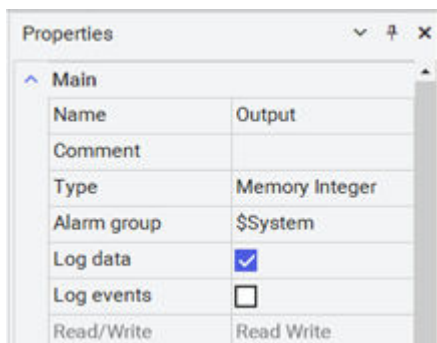 Properties
Main
Name Output
Comment
Type Memory Integer
Alarm group $System
Log data
Log events
Read/Write Read Write